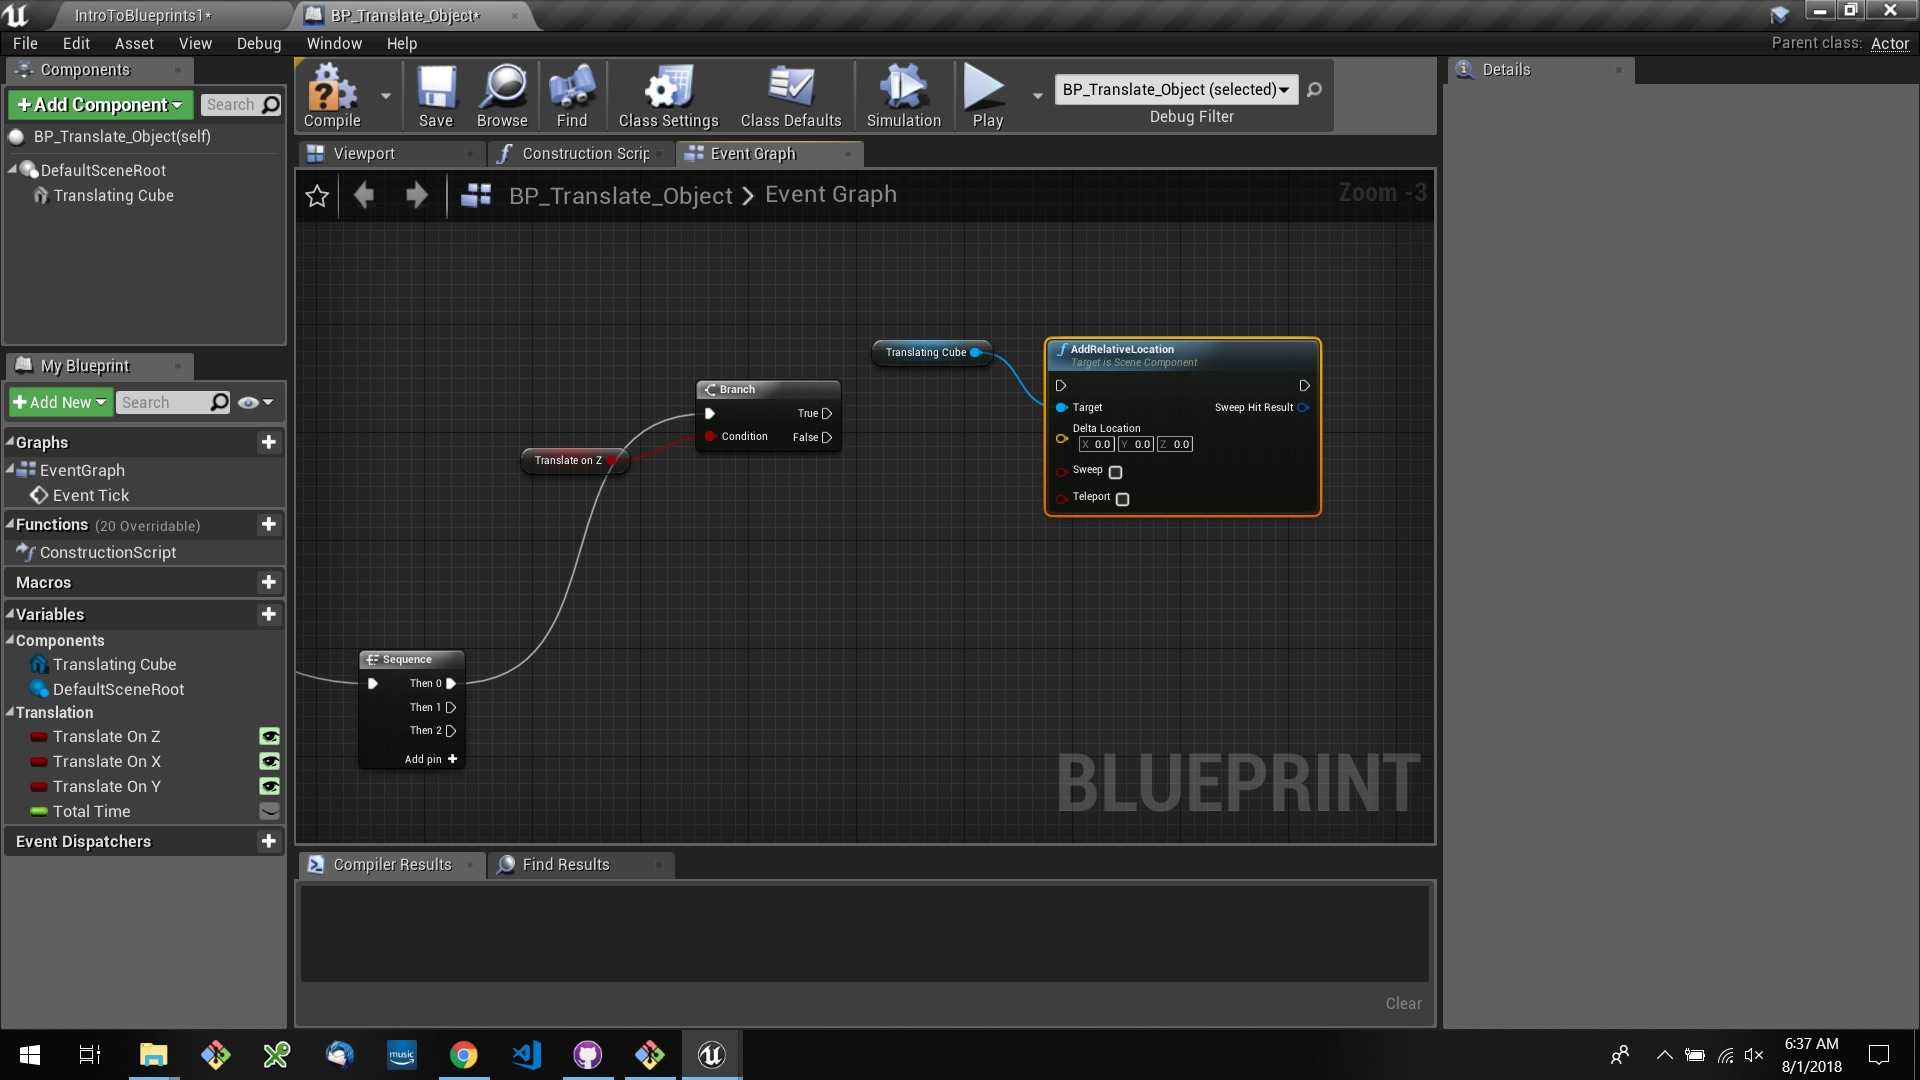 IntroToBlueprints1*
BP_Translate_Object*
File Edit Asset View Debug Window Help
Parent class: Actor
Components
+Add Component
Search
BP_Translate_Object(self)
DefaultSceneRoot
Translating Cube
Compile
Save
Browse
Find
Class Settings
Class Defaults
Simulation
Play
BP_Translate_Object (selected)
Debug Filter
Details
Viewport
Construction Scrip
Event Graph
BP_Translate_Object > Event Graph
Zoom -3
My Blueprint
+Add New
Search
Graphs
EventGraph
Event Tick
Functions (20 Overridable)
ConstructionScript
Macros
Variables
Components
Translating Cube
DefaultSceneRoot
Translation
Translate On Z
Translate On X
Translate On Y
Total Time
Event Dispatchers
Translating Cube
AddRelativeLocation
Target is Scene Component
Target
Sweep Hit Result
Delta Location
X 0.0 Y 0.0 Z 0.0
Sweep
Teleport
Branch
True
Condition
False
Translate on Z
Sequence
Then 0
Then 1
Then 2
Add pin +
BLUEPRINT
Compiler Results
Find Results
Clear
music
6:37 AM
8/1/2018